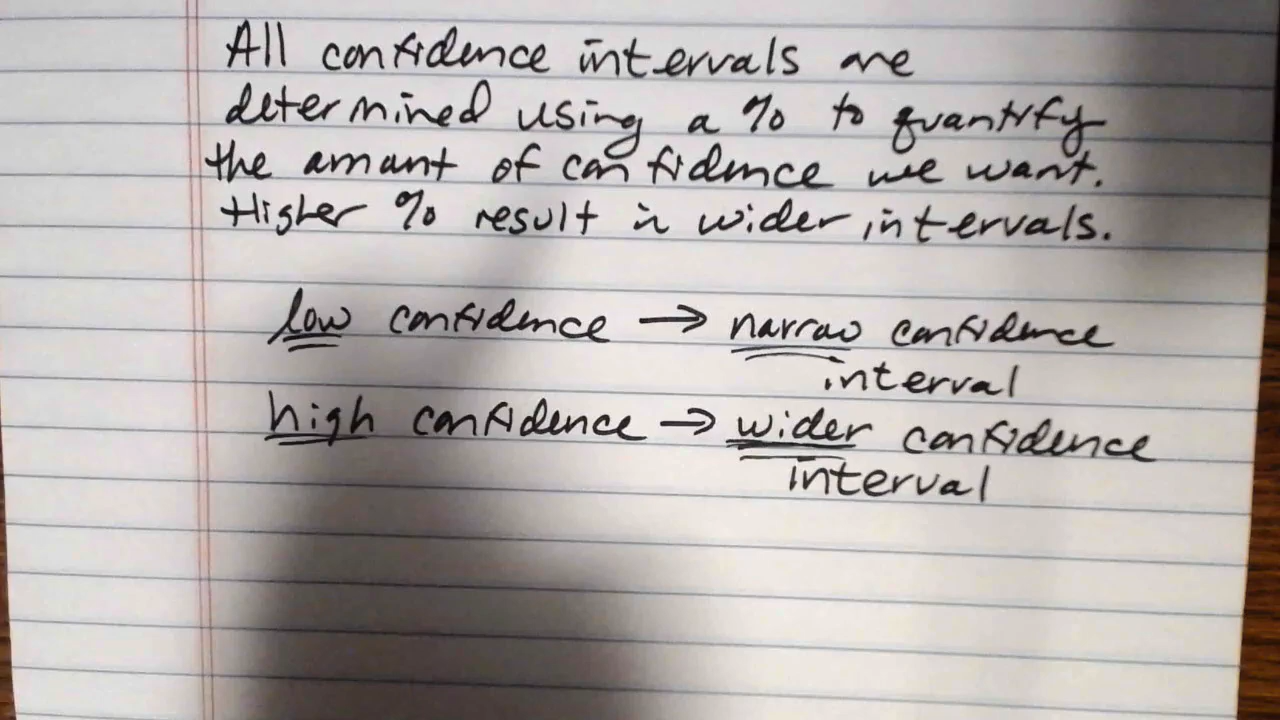 All confidence intervals are
determined using a % to quantify
the amount of confidence we want.
Higher % result in wider intervals.
low confidence → narrow confidence
interval
high confidence → wider confidence
interval